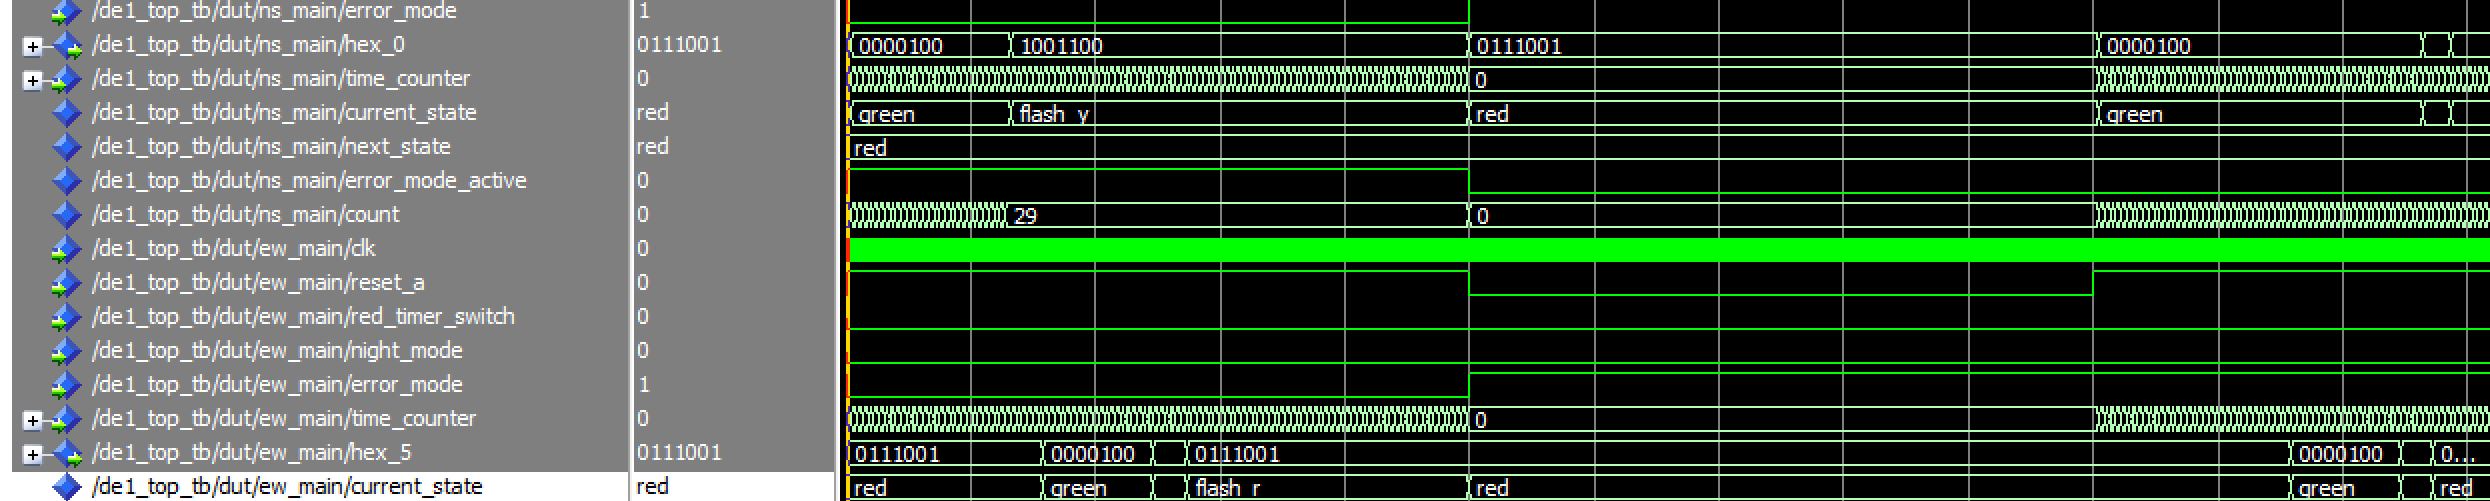 /de1_top_tb/dut/ns_main/error_mode 1
/de1_top_tb/dut/ns_main/hex_0 0111001 0000100 1001100 0111001 0000100
/de1_top_tb/dut/ns_main/time_counter 0 0
/de1_top_tb/dut/ns_main/current_state red green flash_y red green
/de1_top_tb/dut/ns_main/next_state red red
/de1_top_tb/dut/ns_main/error_mode_active 0
/de1_top_tb/dut/ns_main/count 0 29 0
/de1_top_tb/dut/ew_main/clk 0
/de1_top_tb/dut/ew_main/reset_a 0
/de1_top_tb/dut/ew_main/red_timer_switch 0
/de1_top_tb/dut/ew_main/night_mode 0
/de1_top_tb/dut/ew_main/error_mode 1
/de1_top_tb/dut/ew_main/time_counter 0 0
/de1_top_tb/dut/ew_main/hex_5 0111001 0111001 0000100 0111001 0000100 0...
/de1_top_tb/dut/ew_main/current_state red red green flash_r red green red